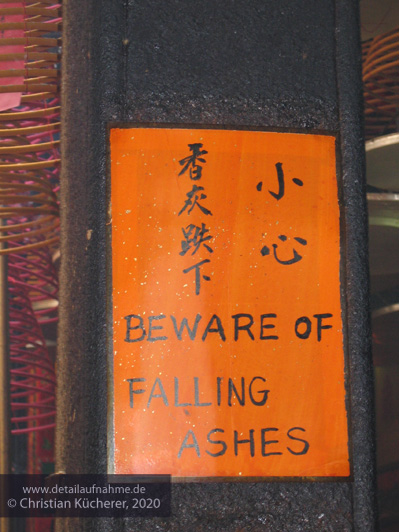 小心
香灰跌下
BEWARE OF
FALLING
ASHES
www.detailaufnahme.de
© Christian Kücherer, 2020